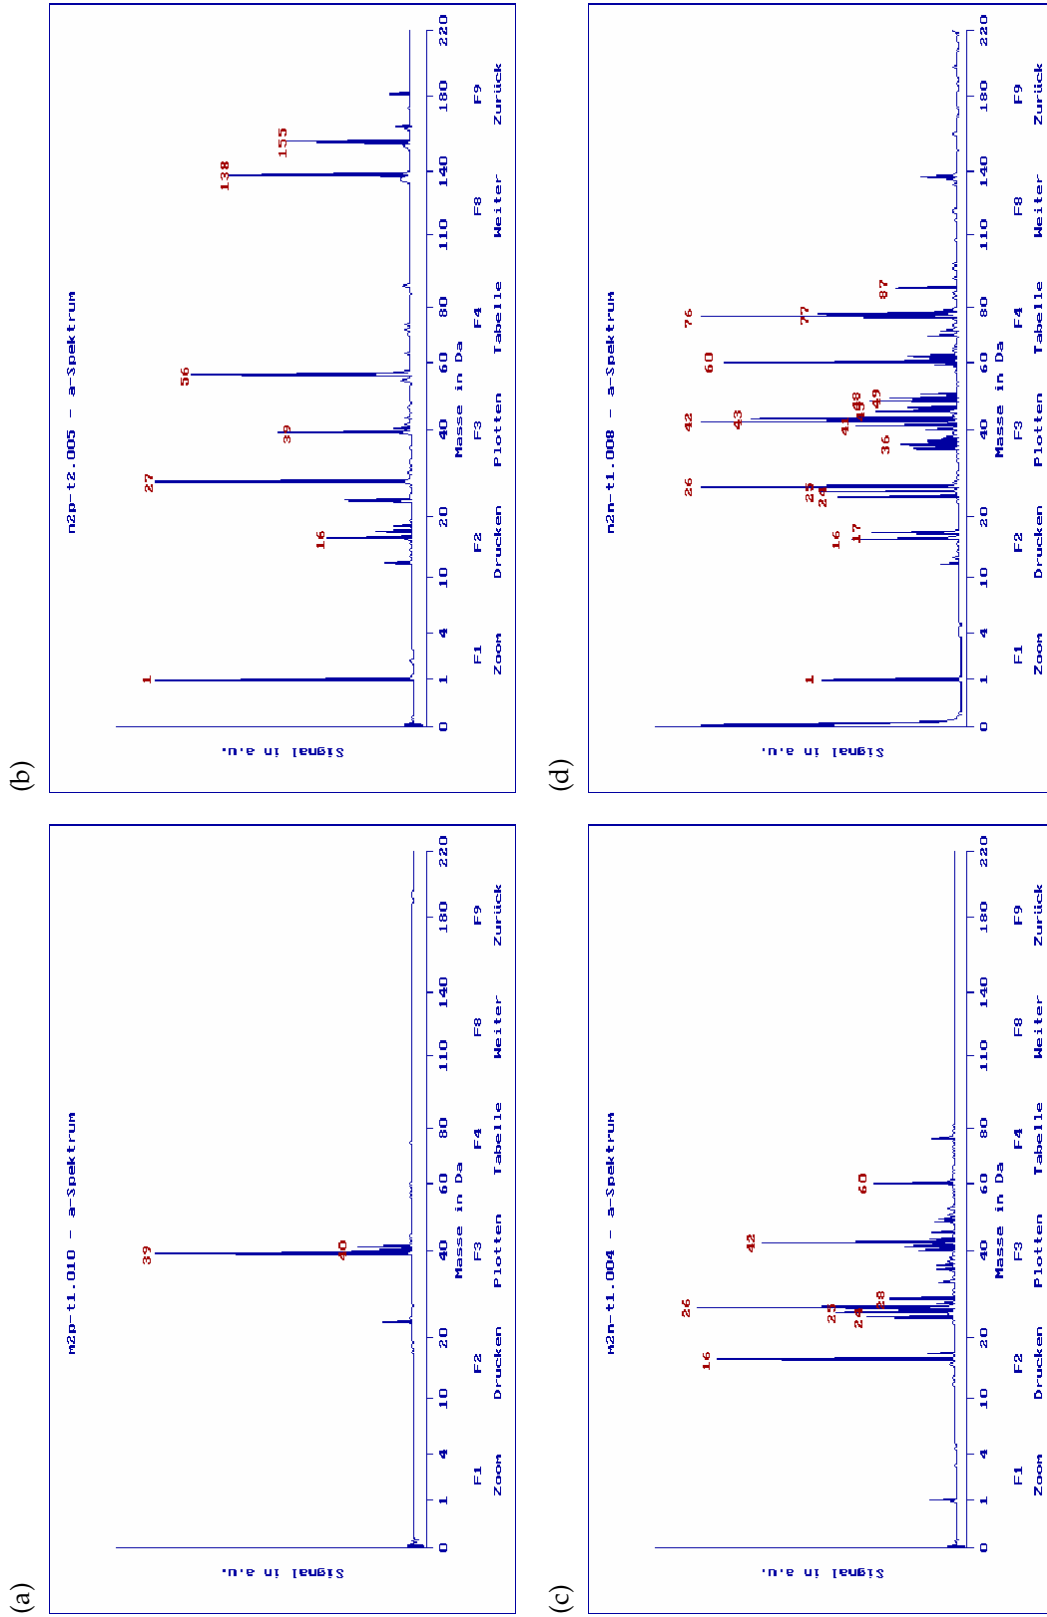 (a)
m2p-t1.010 - a-Spektrum
Signal in a.u.
39
40
0 1 4 10 20 40 60 80 110 140 180 220
Masse in Da
F1 F2 F3 F4 F8 F9
Zoom Drucken Plotten Tabelle Weiter Zurück
(b)
n2p-t2.005 - a-Spektrum
Signal in a.u.
1 27
56
138
39 155
16
0 1 4 10 20 40 60 80 110 140 180 220
Masse in Da
F1 F2 F3 F4 F8 F9
Zoom Drucken Plotten Tabelle Weiter Zurück
(c)
m2n-t1.004 - a-Spektrum
Signal in a.u.
26
16
42
25
24 60
28
0 1 4 10 20 40 60 80 110 140 180 220
Masse in Da
F1 F2 F3 F4 F8 F9
Zoom Drucken Plotten Tabelle Weiter Zurück
(d)
n2n-t1.008 - a-Spektrum
Signal in a.u.
26 42 76
60
43
1 25 77
24
16 41
17 48
49
36 87
0 1 4 10 20 40 60 80 110 140 180 220
Masse in Da
F1 F2 F3 F4 F8 F9
Zoom Drucken Plotten Tabelle Weiter Zurück